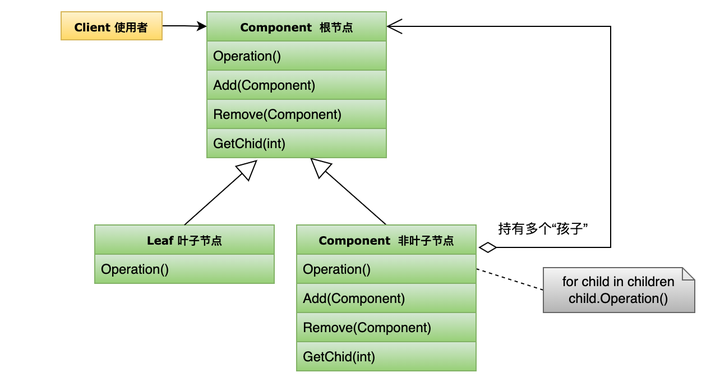 Client 使用者
Component 根节点
Operation()
Add(Component)
Remove(Component)
GetChid(int)
Leaf 叶子节点
Operation()
Component 非叶子节点
Operation()
Add(Component)
Remove(Component)
GetChid(int)
持有多个“孩子”
for child in children
child.Operation()